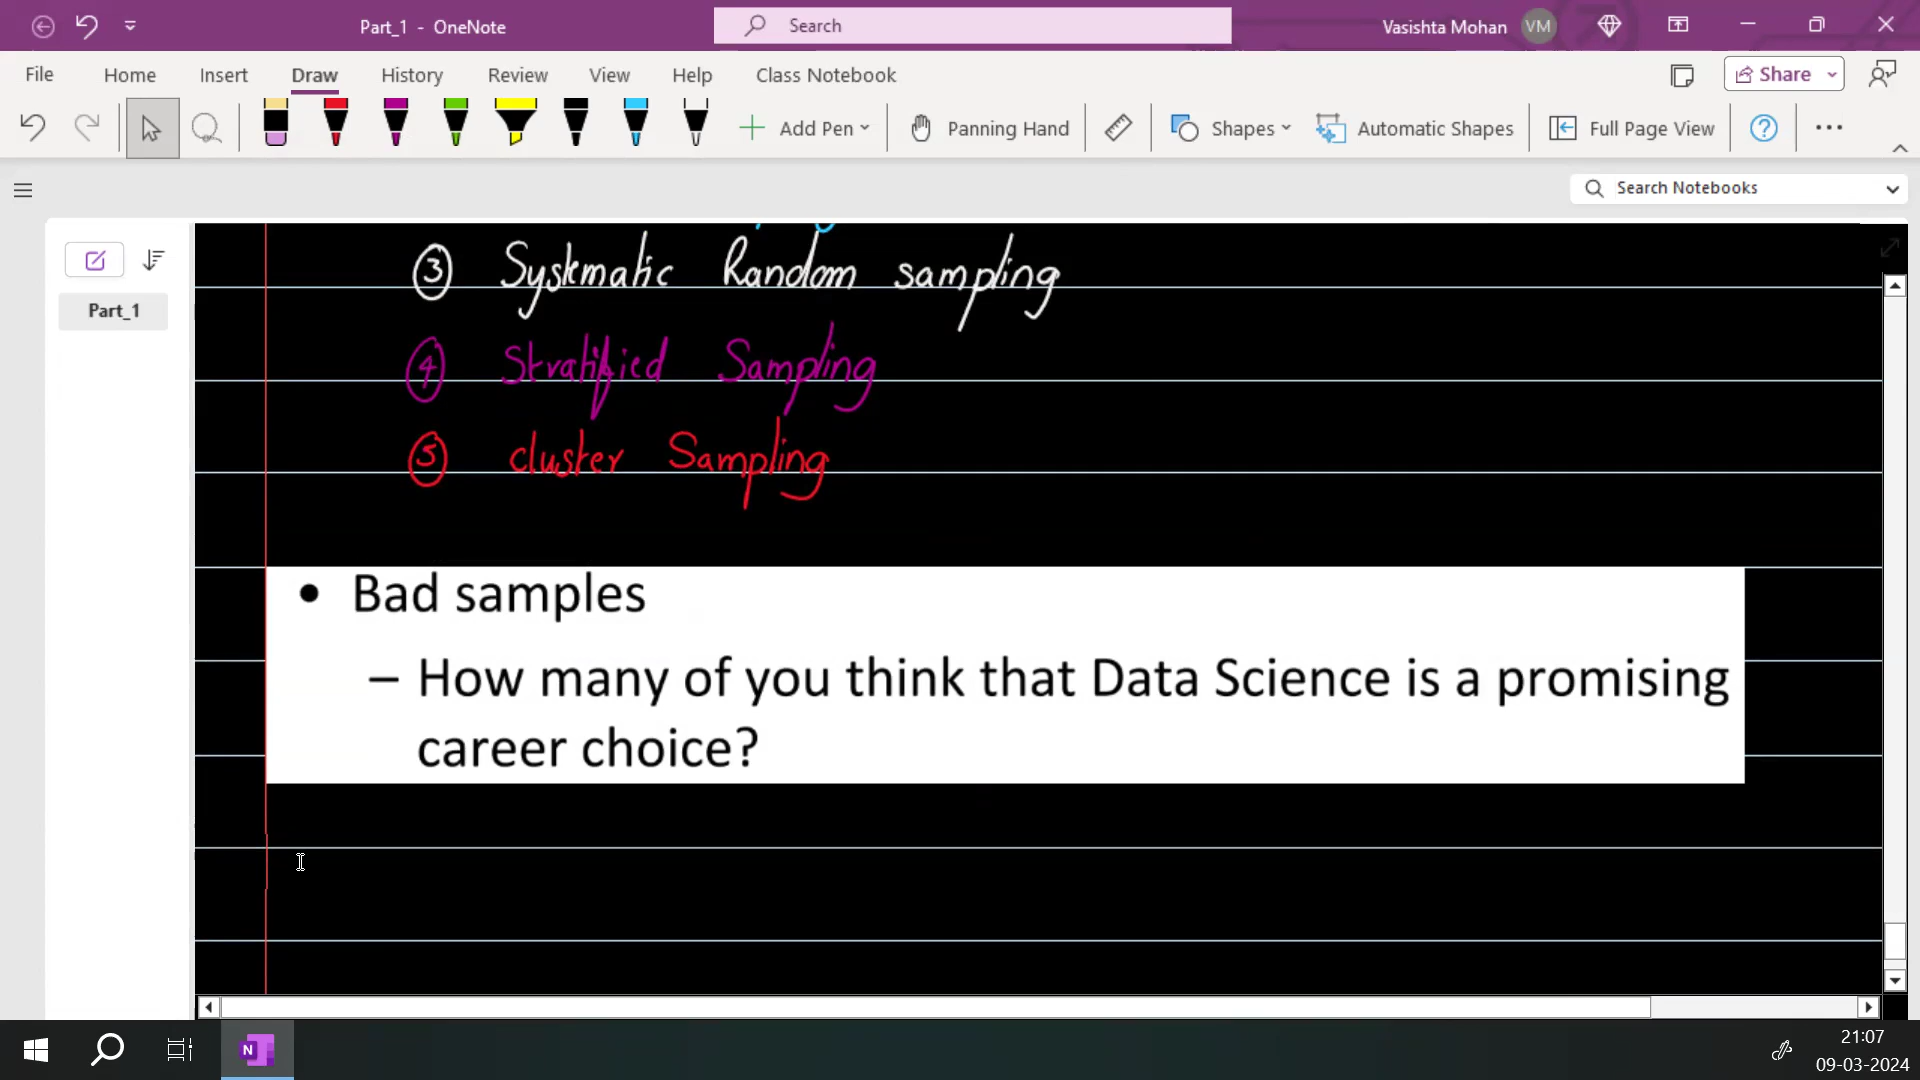 Part_1 - OneNote
Search
Vasishta Mohan
VM
File
Home
Insert
Draw
History
Review
View
Help
Class Notebook
Share
Add Pen
Panning Hand
Shapes
Automatic Shapes
Full Page View
Search Notebooks
Part_1
③ Systematic Random sampling
④ Stratified Sampling
⑤ cluster Sampling
• Bad samples
– How many of you think that Data Science is a promising
career choice?
N
21:07
09-03-2024